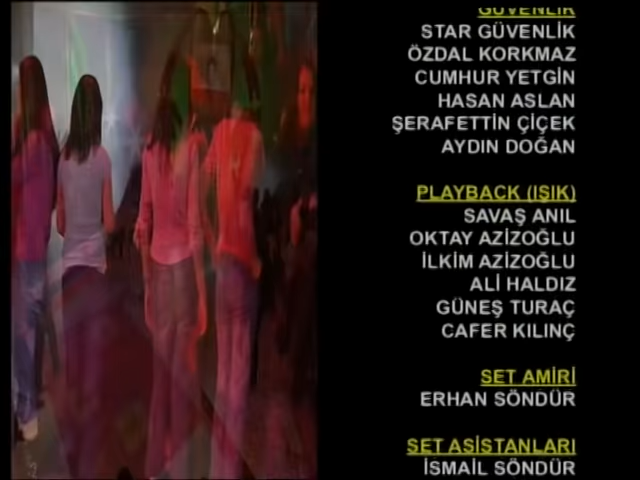 GÜVENLİK
STAR GÜVENLİK
ÖZDAL KORKMAZ
CUMHUR YETGİN
HASAN ASLAN
ŞERAFETTİN ÇİÇEK
AYDIN DOĞAN
PLAYBACK (IŞIK)
SAVAŞ ANIL
OKTAY AZİZOĞLU
İLKİM AZİZOĞLU
ALİ HALDIZ
GÜNEŞ TURAÇ
CAFER KILINÇ
SET AMİRİ
ERHAN SÖNDÜR
SET ASİSTANLARI
İSMAİL SÖNDÜR